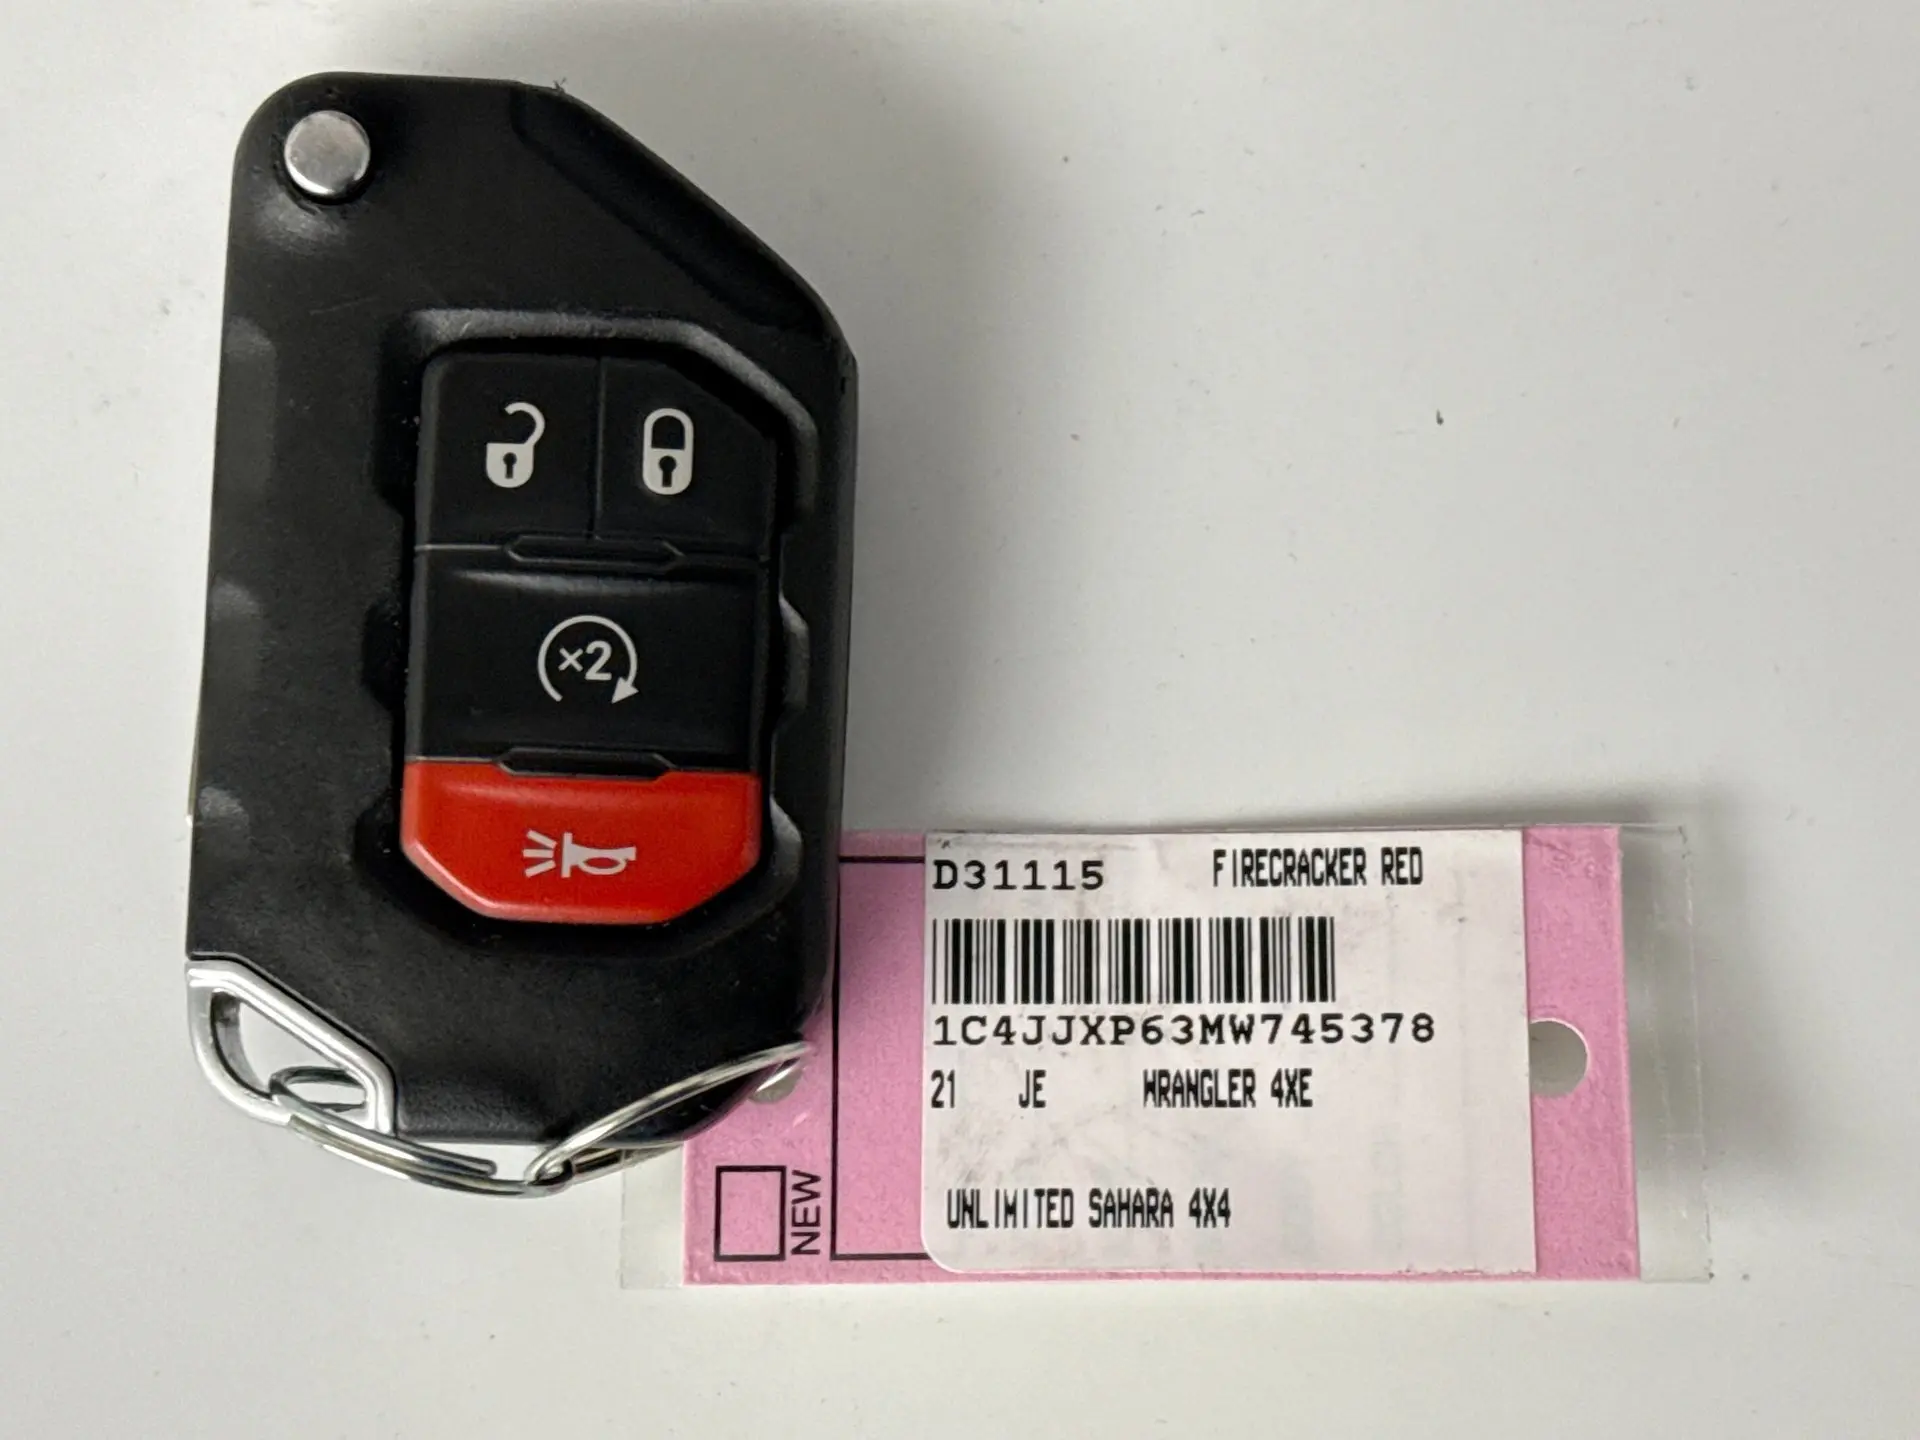 ×2
D31115 FIRECRACKER RED
1C4JJXP63MW745378
21 JE WRANGLER 4XE
UNLIMITED SAHARA 4X4
NEW